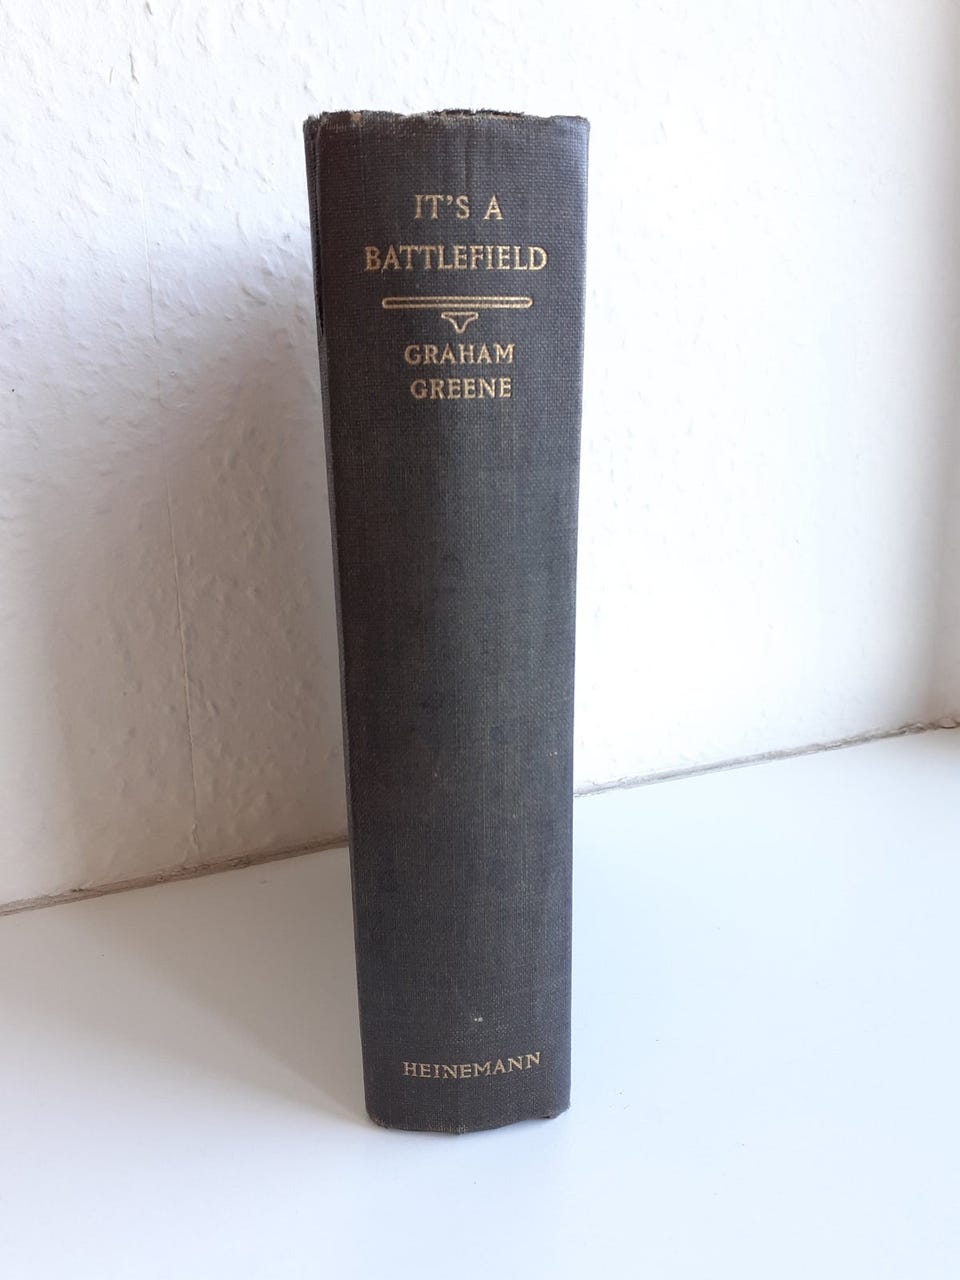 IT'S A
BATTLEFIELD
GRAHAM
GREENE
HEINEMANN